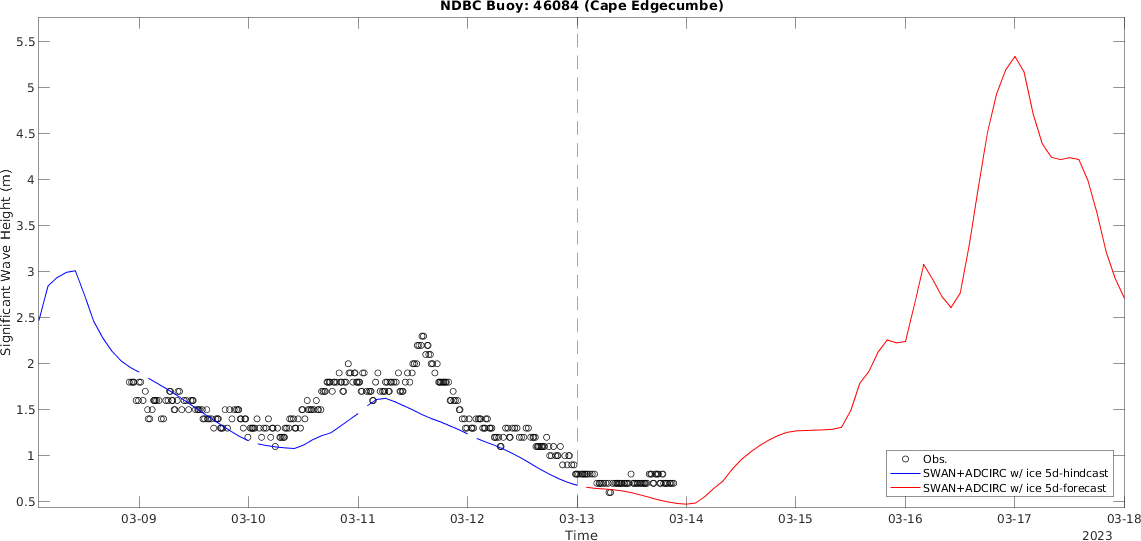 NDBC Buoy: 46084 (Cape Edgecumbe)
5.5
5
4.5
4
3.5
3
2.5
2
1.5
1
0.5
Significant Wave Height (m)
Obs.
SWAN+ADCIRC w/ ice 5d-hindcast
SWAN+ADCIRC w/ ice 5d-forecast
03-09 03-10 03-11 03-12 03-13 03-14 03-15 03-16 03-17 03-18
Time
2023